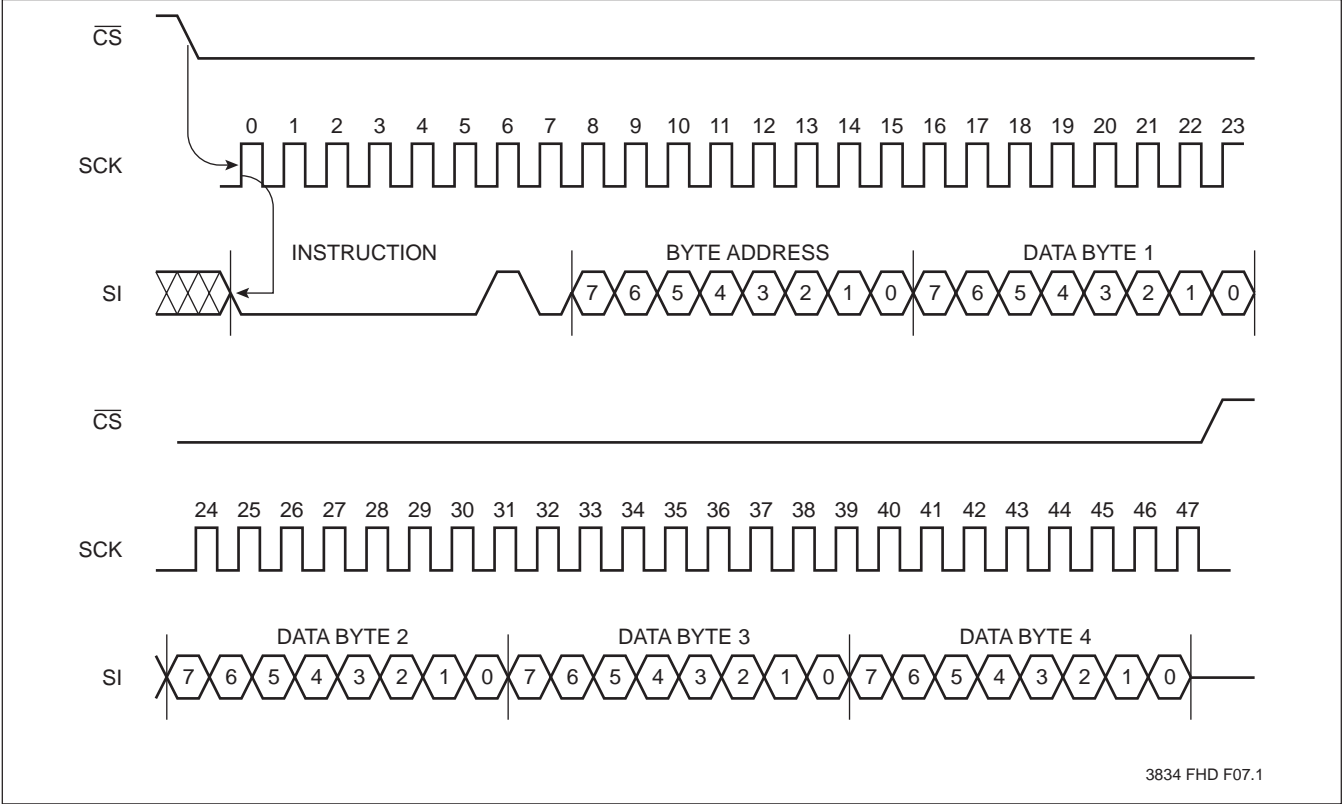 CS
0 1 2 3 4 5 6 7 8 9 10 11 12 13 14 15 16 17 18 19 20 21 22 23
SCK
INSTRUCTION BYTE ADDRESS DATA BYTE 1
SI 7 6 5 4 3 2 1 0 7 6 5 4 3 2 1 0
CS
24 25 26 27 28 29 30 31 32 33 34 35 36 37 38 39 40 41 42 43 44 45 46 47
SCK
DATA BYTE 2 DATA BYTE 3 DATA BYTE 4
SI 7 6 5 4 3 2 1 0 7 6 5 4 3 2 1 0 7 6 5 4 3 2 1 0
3834 FHD F07.1